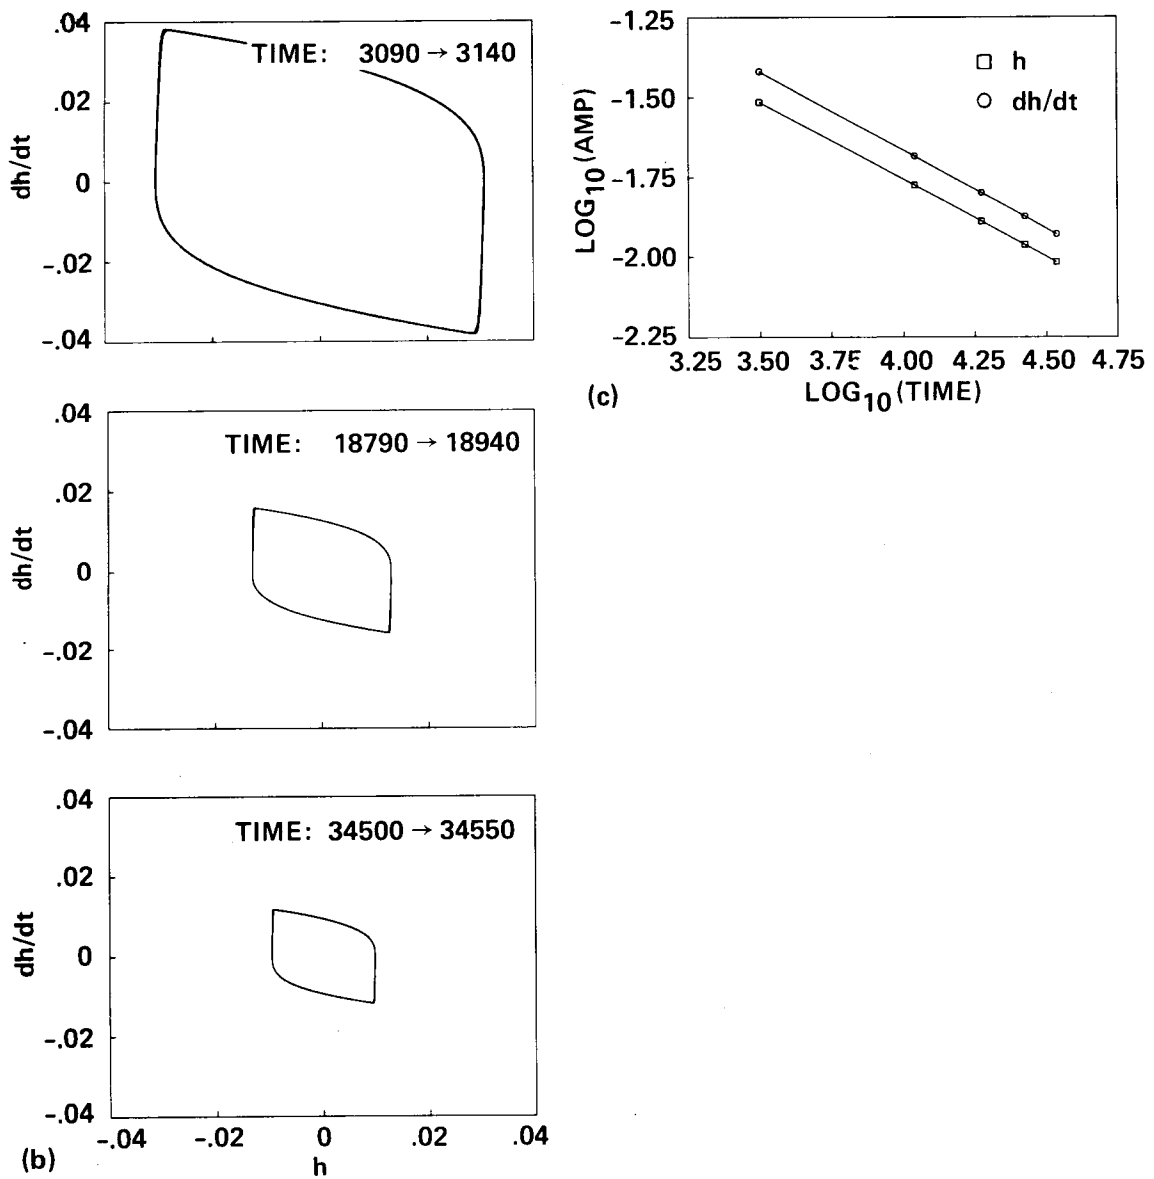 .04
.02
0
-.02
-.04
dh/dt
TIME: 3090 → 3140
.04
.02
0
-.02
-.04
dh/dt
TIME: 18790 → 18940
.04
.02
0
-.02
-.04
dh/dt
TIME: 34500 → 34550
-.04 -.02 0 .02 .04
h
(b)
-1.25
-1.50
-1.75
-2.00
-2.25
LOG10(AMP)
h
dh/dt
3.25 3.50 3.75 4.00 4.25 4.50 4.75
LOG10(TIME)
(c)